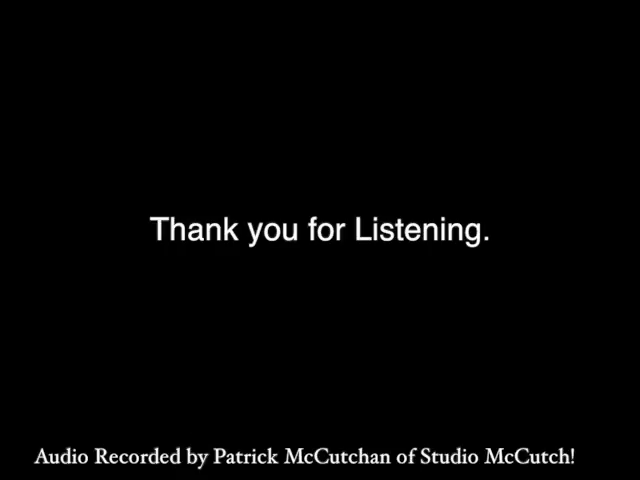 Thank you for Listening.
Audio Recorded by Patrick McCutchan of Studio McCutch!